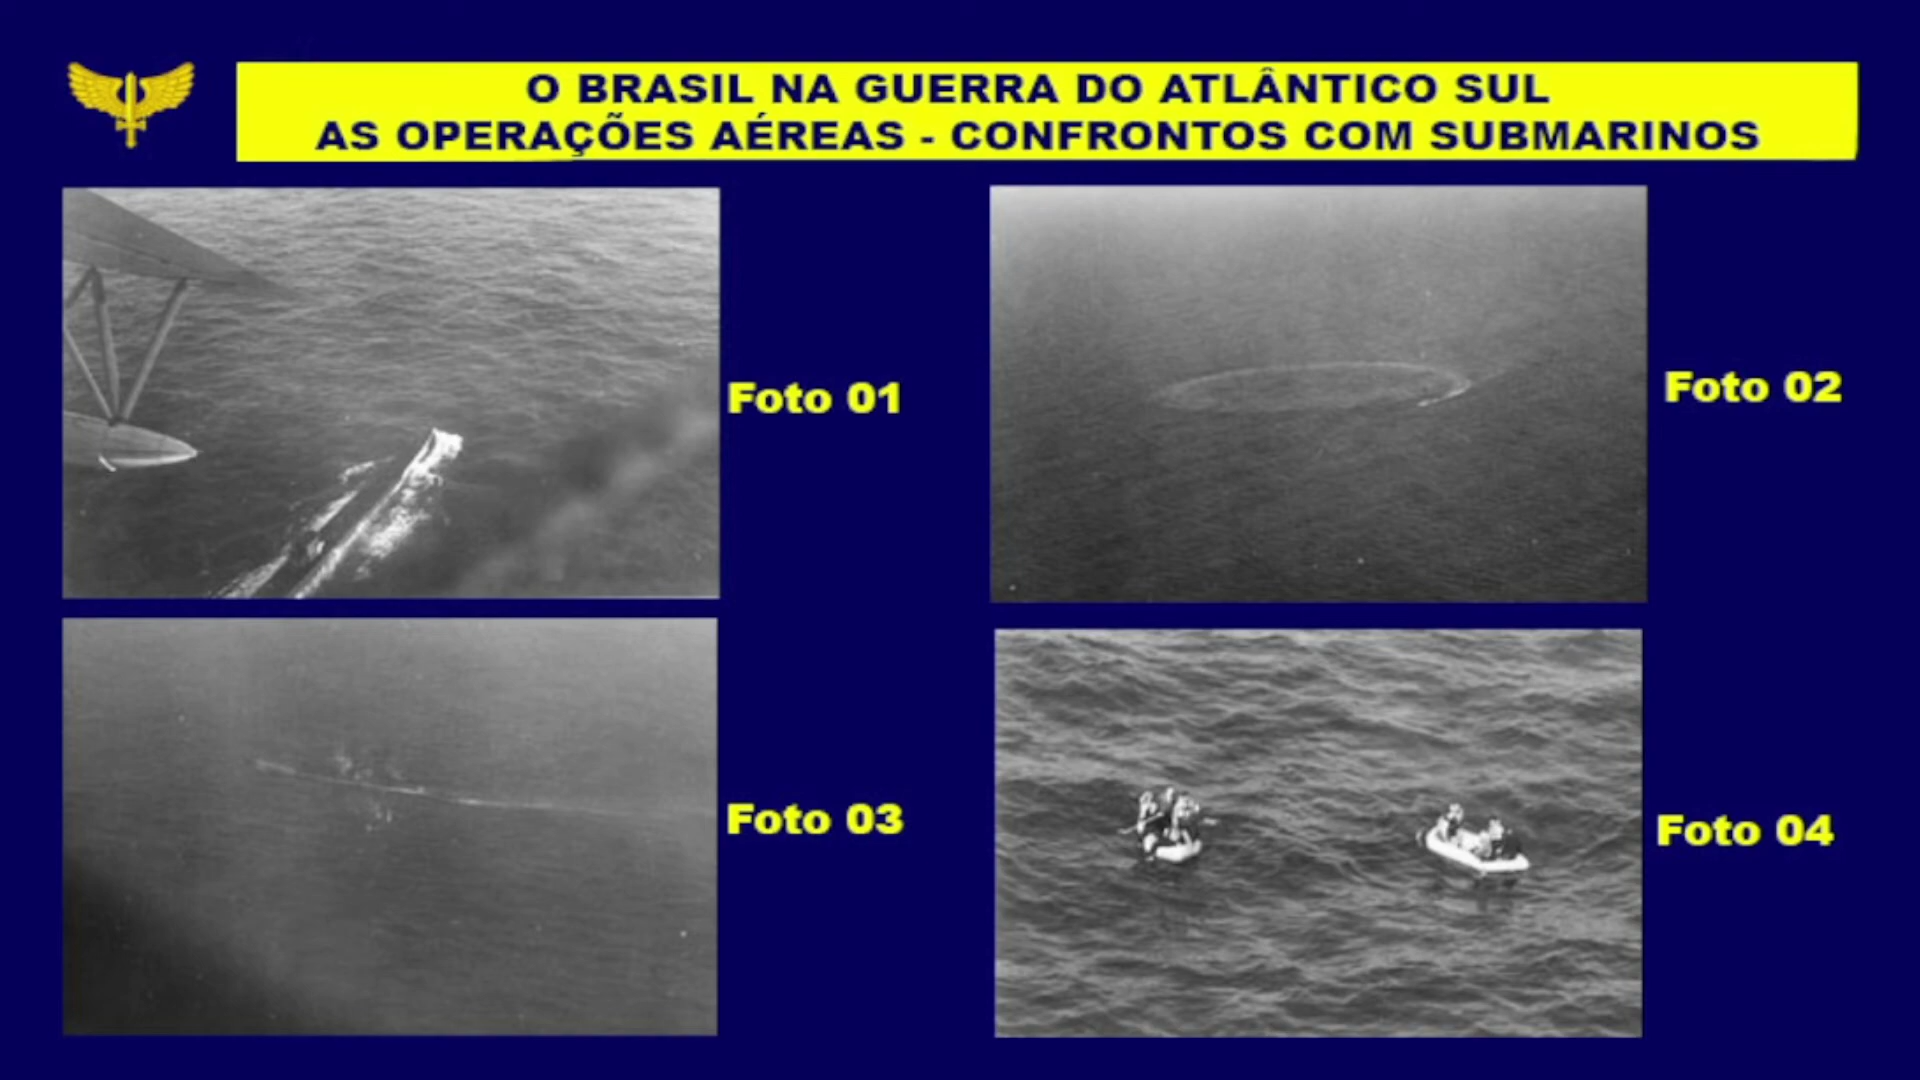 O BRASIL NA GUERRA DO ATLÂNTICO SUL
AS OPERAÇÕES AÉREAS - CONFRONTOS COM SUBMARINOS
Foto 01
Foto 02
Foto 03
Foto 04